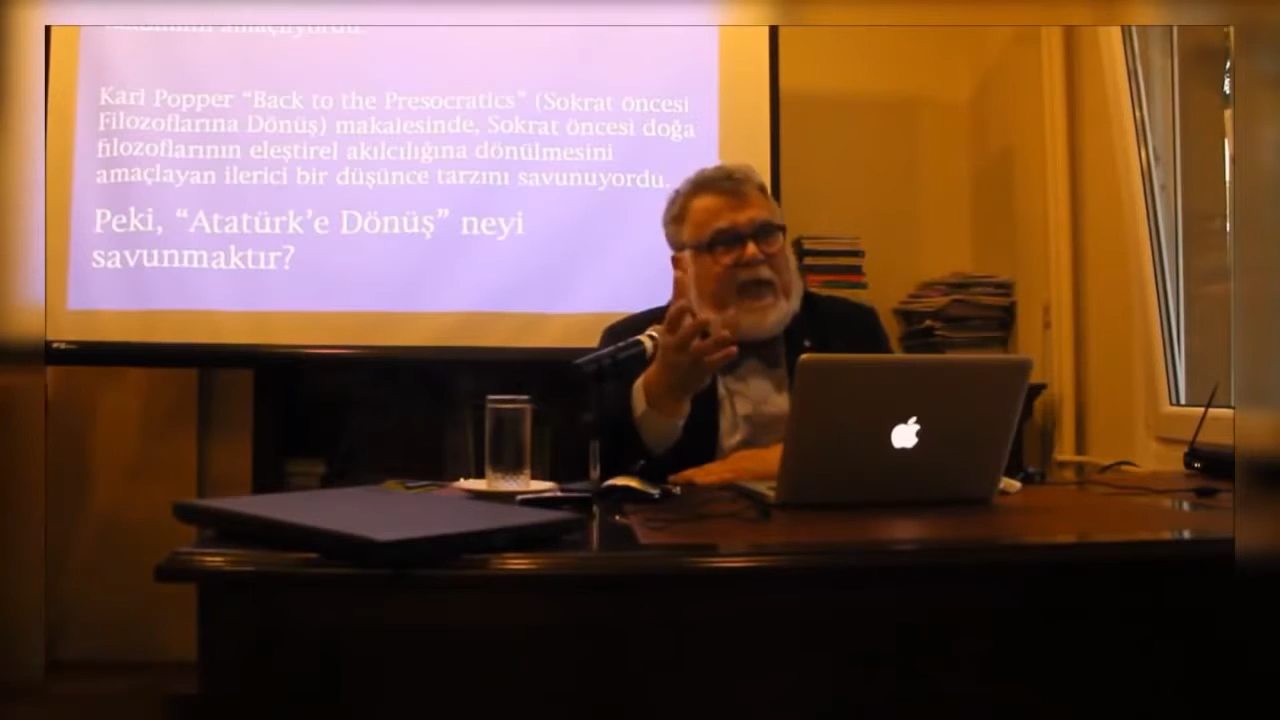 Karl Popper “Back to the Presocratics” (Sokrat öncesi
Filozoflarına Dönüş) makalesinde, Sokrat öncesi doğa
filozoflarının eleştirel akılcılığına dönülmesini
amaçlayan ilerici bir düşünce tarzını savunuyordu.
Peki, “Atatürk’e Dönüş” neyi
savunmaktır?